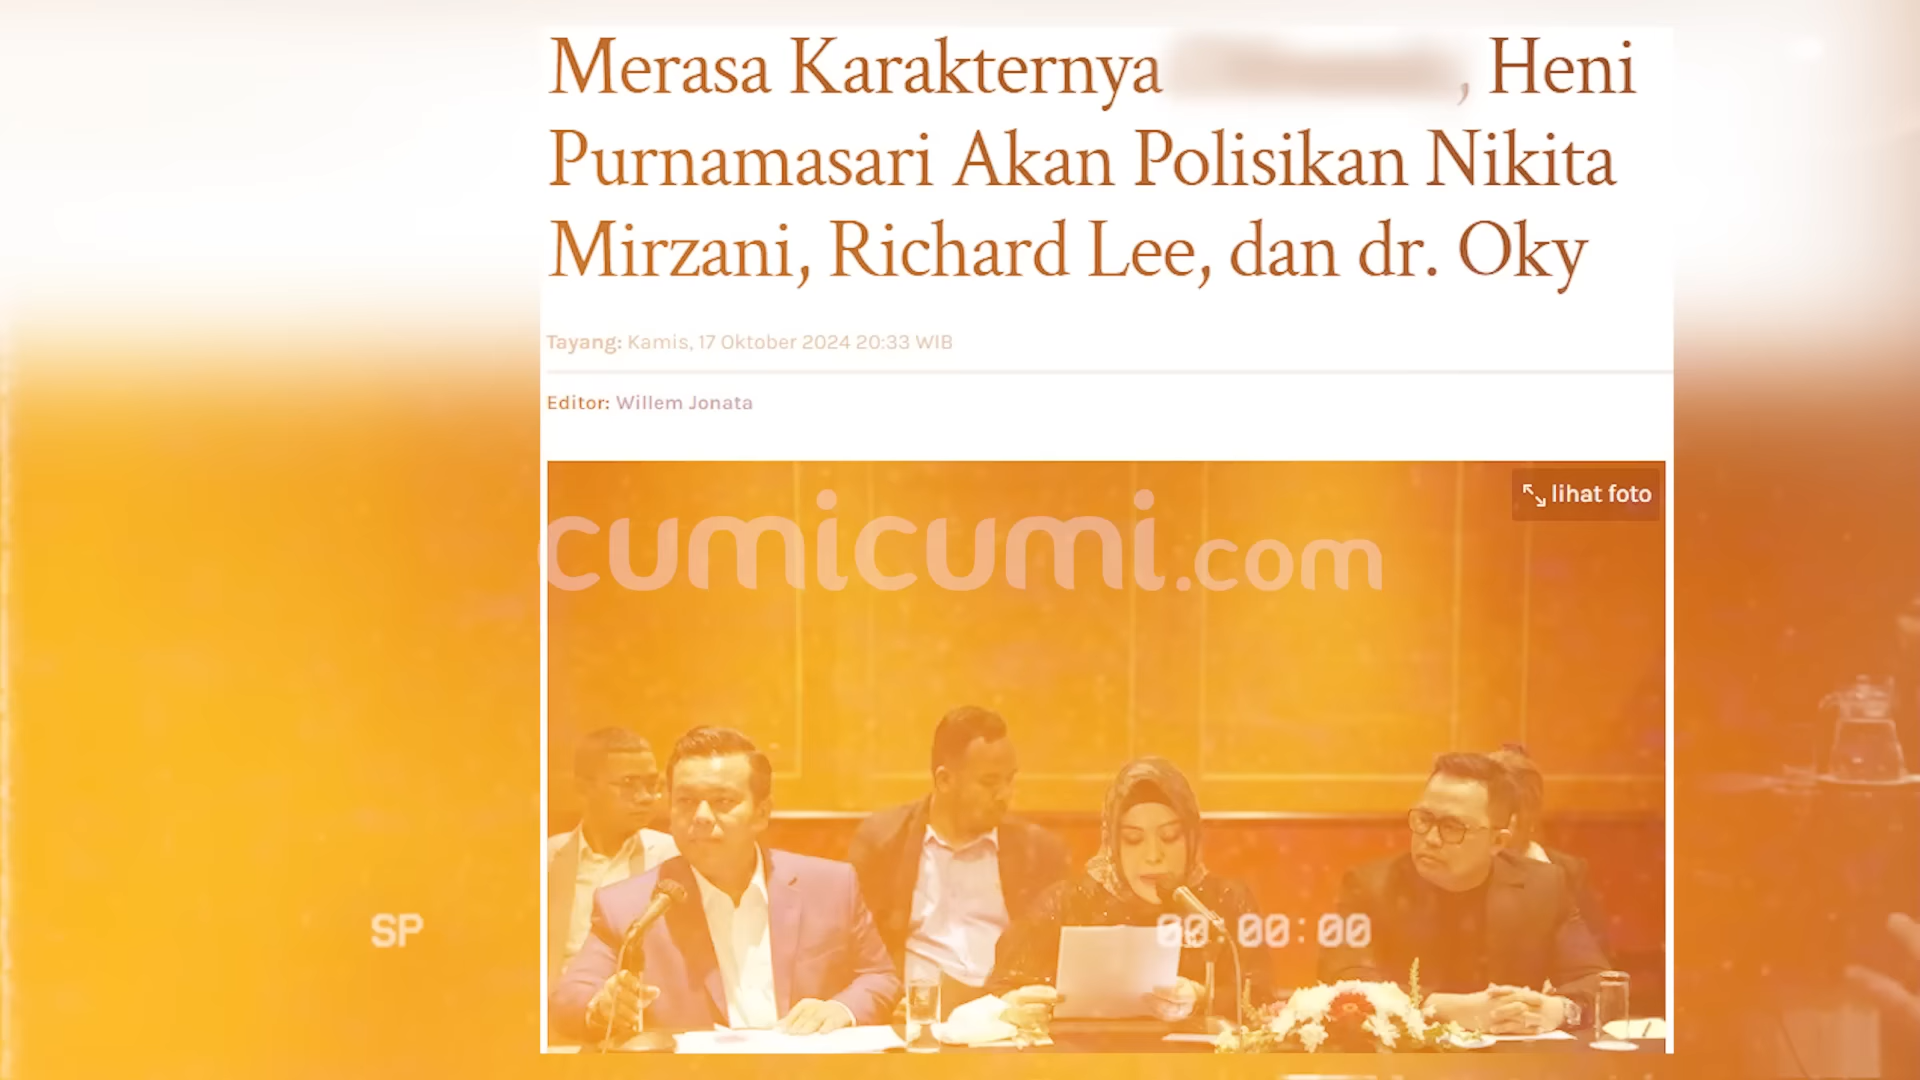 Merasa Karakternya , Heni
Purnamasari Akan Polisikan Nikita
Mirzani, Richard Lee, dan dr. Oky
Tayang: Kamis, 17 Oktober 2024 20:33 WIB
Editor: Willem Jonata
lihat foto
cumicumi.com
SP
00:00:00